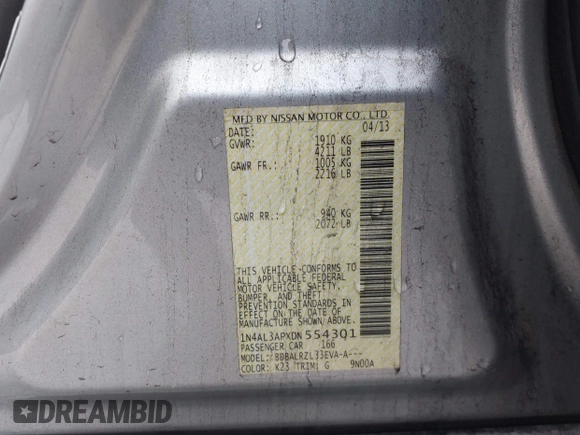 MFD BY NISSAN MOTOR CO., LTD.
DATE: 04/13
GVWR: 1910 KG
4211 LB
GAWR FR.: 1005 KG
2216 LB
GAWR RR.: 940 KG
2072 LB
THIS VEHICLE CONFORMS TO
ALL APPLICABLE FEDERAL
MOTOR VEHICLE SAFETY,
BUMPER, AND THEFT
PREVENTION STANDARDS
IN EFFECT ON THE DATE OF
MANUFACTURE SHOWN ABOVE.
1N4AL3APXDN554301
PASSENGER CAR 166
MODEL: BDBALRZL33EVA-A---
COLOR: K23 TRIM: G 9N00A
DREAMBID
DREAMBID